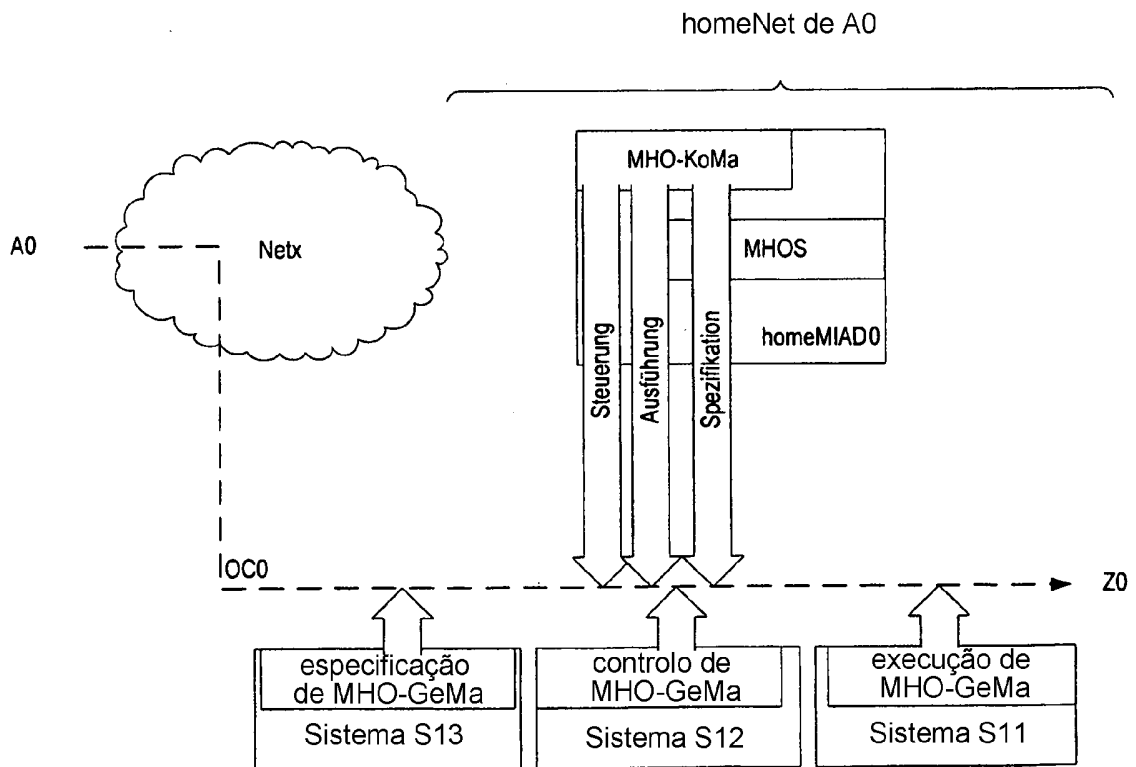 homeNet de A0
MHO-KoMa
A0
Netx
MHOS
homeMIAD0
Steuerung
Ausführung
Spezifikation
OC0
Z0
especificação
de MHO-GeMa
Sistema S13
controlo de
MHO-GeMa
Sistema S12
execução de
MHO-GeMa
Sistema S11